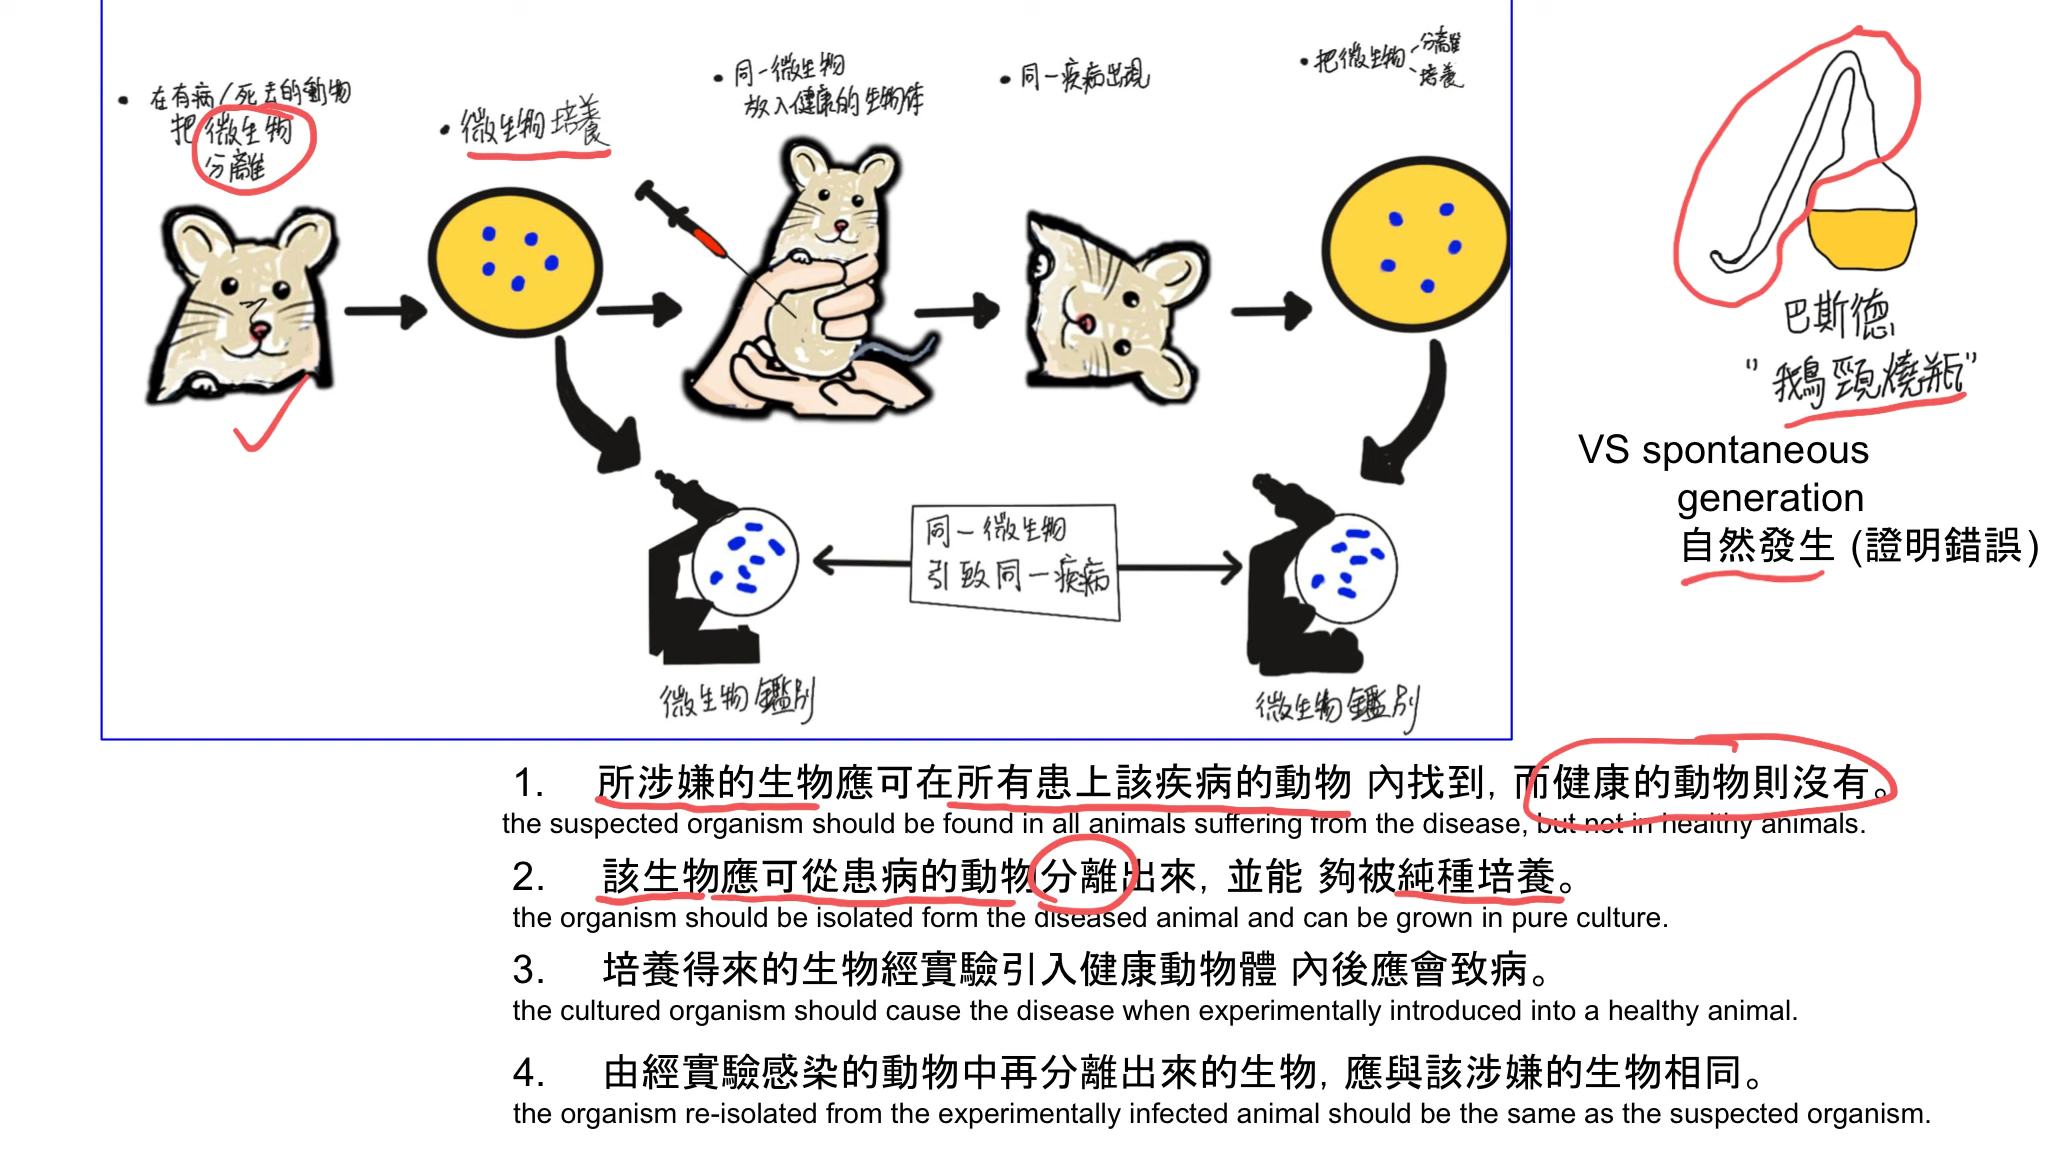 • 在有病/死去的動物
把微生物
分離
• 微生物培養
• 同一微生物
放入健康的生物体
• 同一疾病出現
• 把微生物
分離
培養
同一微生物
引致同一疾病
微生物鑑別
微生物鑑別
巴斯德
"鵝頸燒瓶"
VS spontaneous
generation
自然發生 (證明錯誤)
1. 所涉嫌的生物應可在所有患上該疾病的動物 內找到, 而健康的動物則沒有。
the suspected organism should be found in all animals suffering from the disease, but not in healthy animals.
2. 該生物應可從患病的動物分離出來, 並能 夠被純種培養。
the organism should be isolated form the diseased animal and can be grown in pure culture.
3. 培養得來的生物經實驗引入健康動物體 內後應會致病。
the cultured organism should cause the disease when experimentally introduced into a healthy animal.
4. 由經實驗感染的動物中再分離出來的生物, 應與該涉嫌的生物相同。
the organism re-isolated from the experimentally infected animal should be the same as the suspected organism.